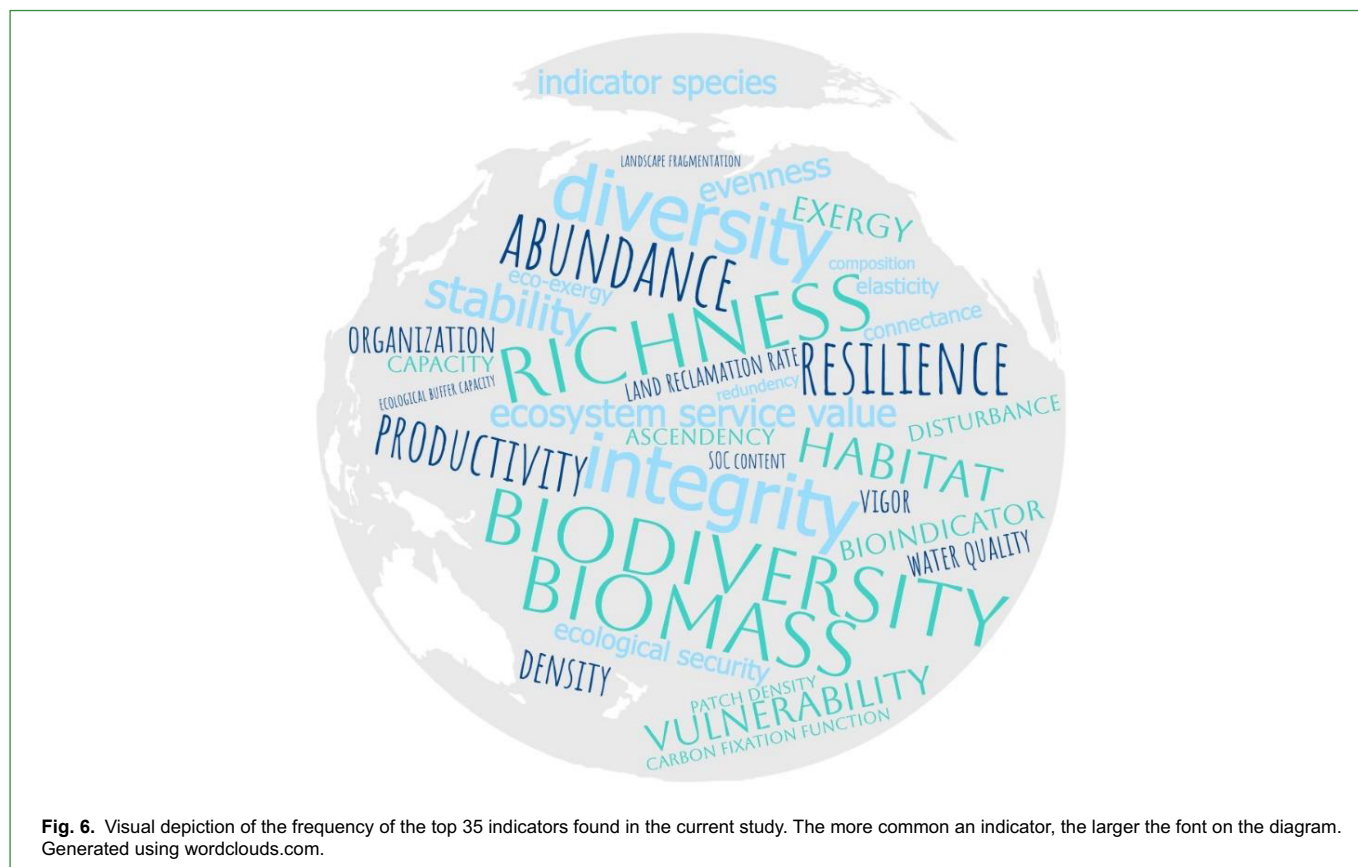 indicator species
LANDSCAPE FRAGMENTATION
evenness
diversity
EXERGY
ABUNDANCE
composition
eco-exergy
elasticity
stability
RICHNESS
connectance
ORGANIZATION
CAPACITY
LAND RECLAMATION RATE
RESILIENCE
ECOLOGICAL BUFFER CAPACITY
redundency
ecosystem service value
DISTURBANCE
PRODUCTIVITY
ASCENDENCY
HABITAT
SOC CONTENT
integrity
VIGOR
BIOINDICATOR
WATER QUALITY
BIODIVERSITY
BIOMASS
ecological security
DENSITY
PATCH DENSITY
VULNERABILITY
CARBON FIXATION FUNCTION
Fig. 6. Visual depiction of the frequency of the top 35 indicators found in the current study. The more common an indicator, the larger the font on the diagram.
Generated using wordclouds.com.